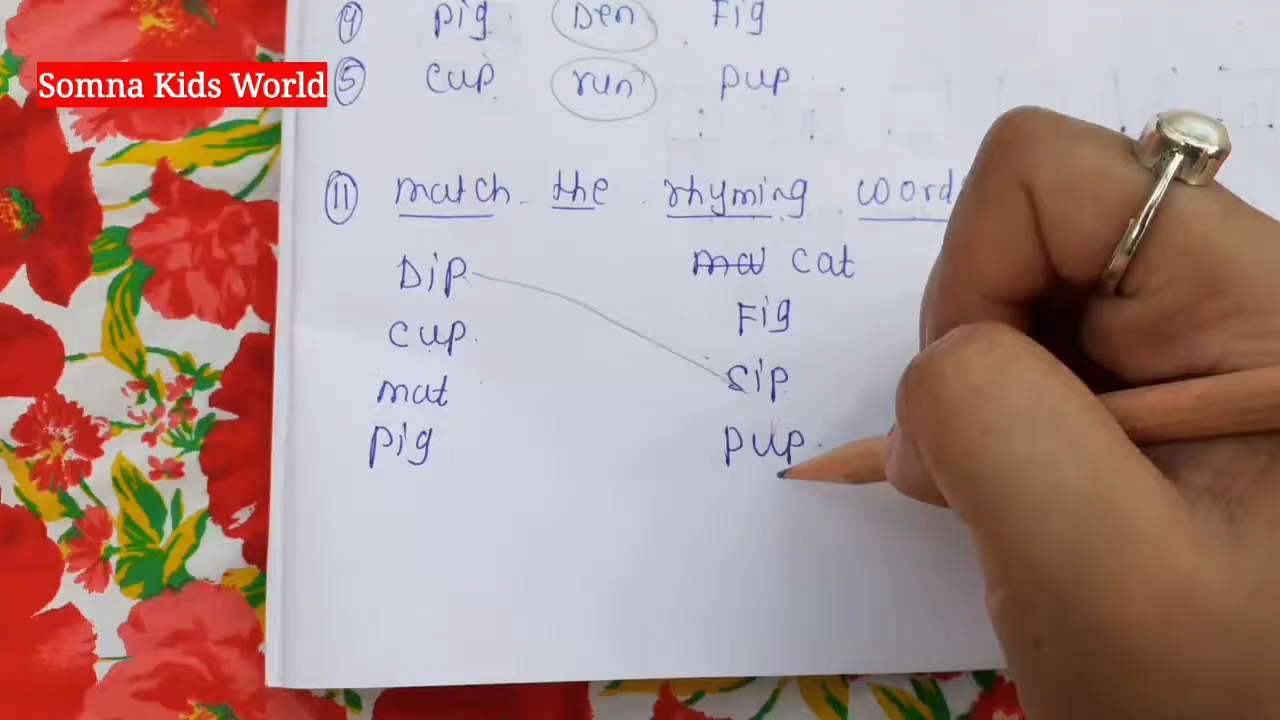 4 pig. Den Fig
Somna Kids World
5 cup run pup.
11 match the rhyming word
Dip cat
cup. Fig
mat sip
pig pup.